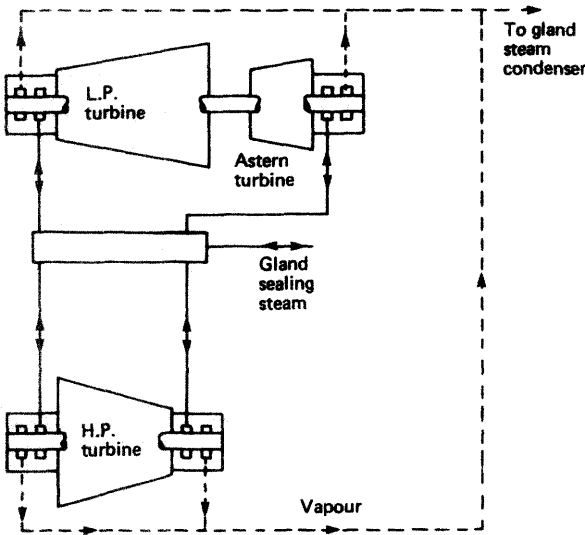 To gland
steam
condenser
L.P.
turbine
Astern
turbine
Gland
sealing
steam
H.P.
turbine
Vapour